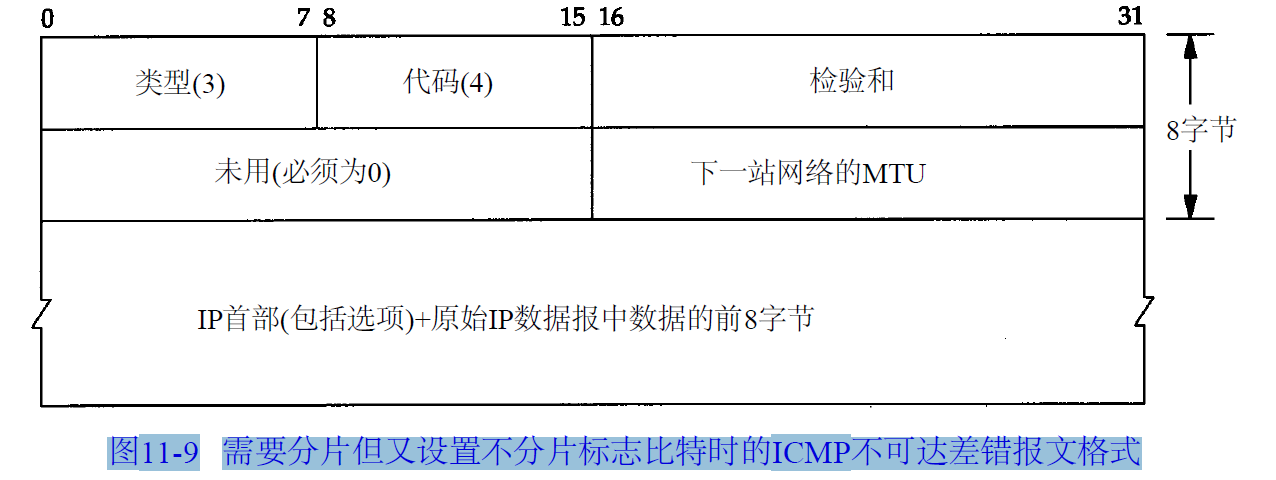 0 7 8 15 16 31
类型(3) 代码(4) 检验和
8字节
未用(必须为0) 下一站网络的MTU
IP首部(包括选项)+原始IP数据报中数据的前8字节
图11-9 需要分片但又设置不分片标志比特时的ICMP不可达差错报文格式